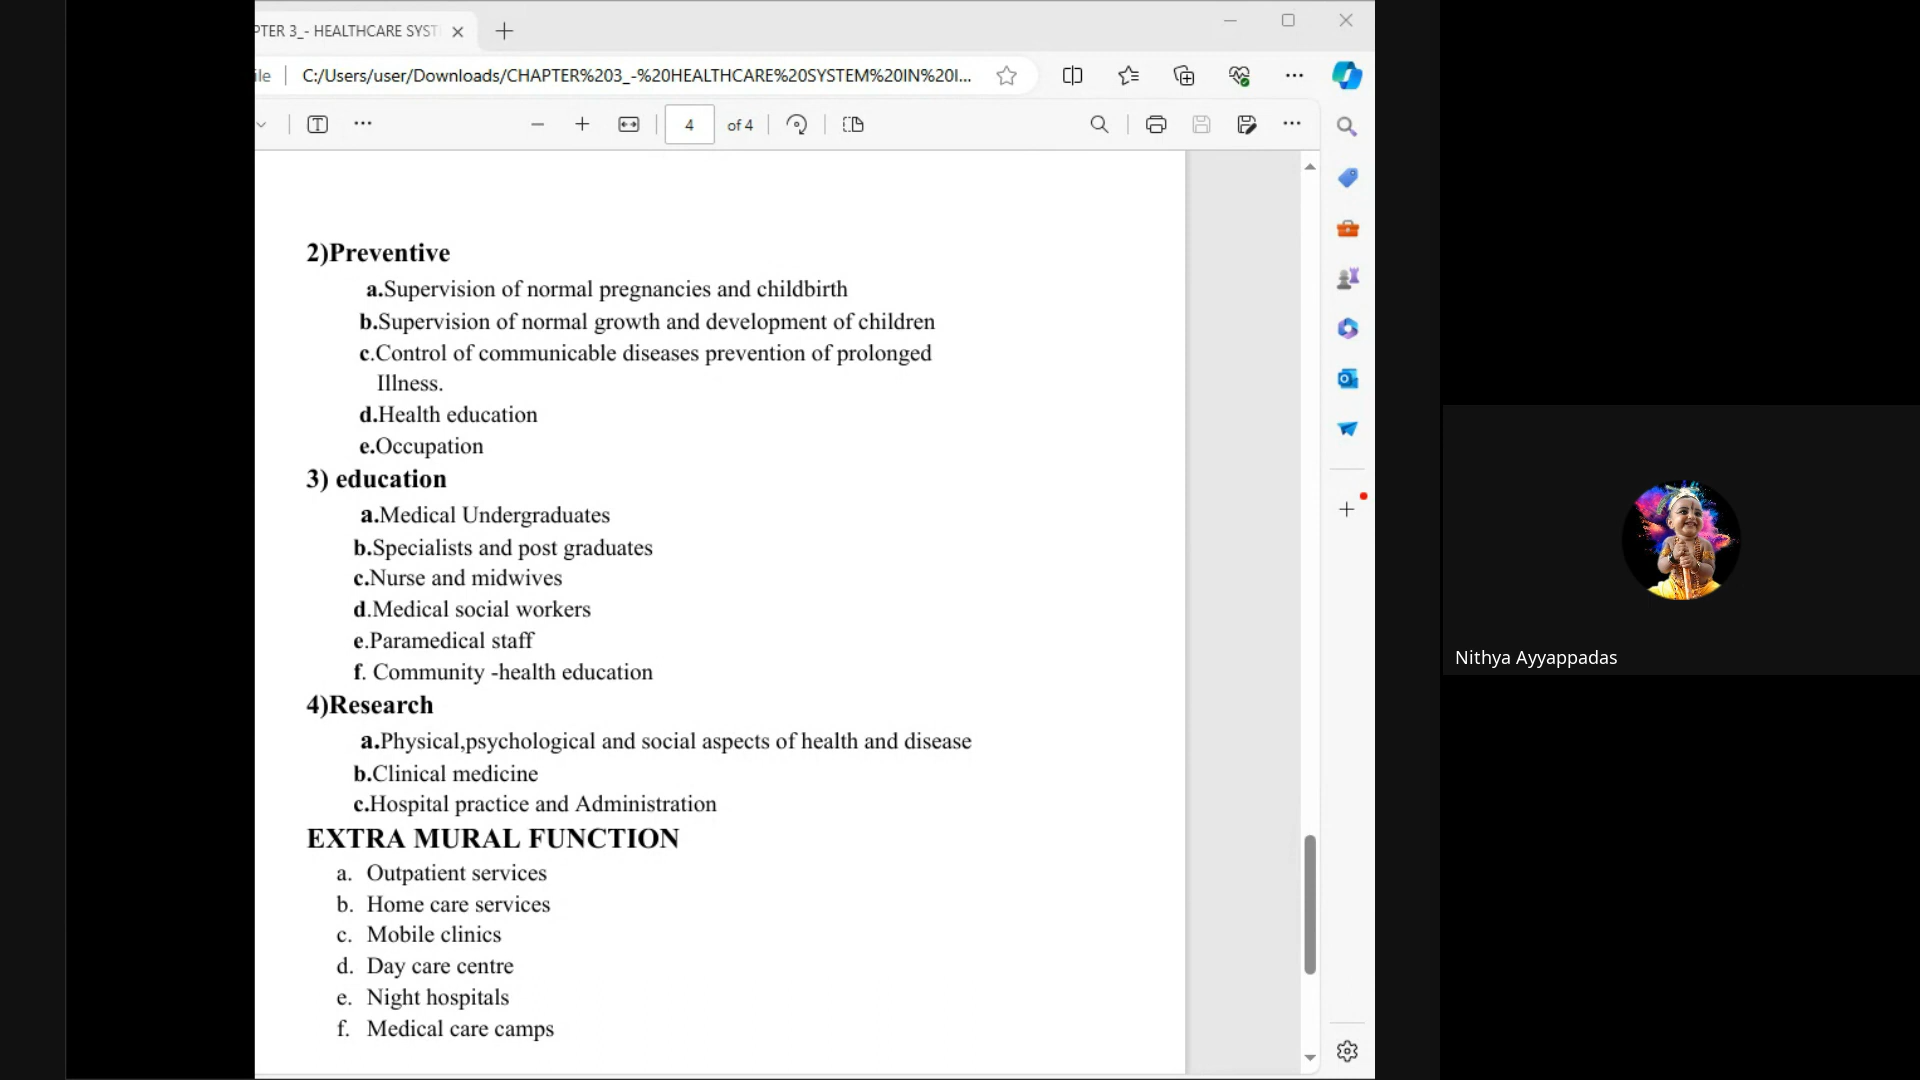 PTER 3_- HEALTHCARE SYST
ile
C:/Users/user/Downloads/CHAPTER%203_-%20HEALTHCARE%20SYSTEM%20IN%20I...
4 of 4
2)Preventive
a.Supervision of normal pregnancies and childbirth
b.Supervision of normal growth and development of children
c.Control of communicable diseases prevention of prolonged
Illness.
d.Health education
e.Occupation
3) education
a.Medical Undergraduates
b.Specialists and post graduates
c.Nurse and midwives
d.Medical social workers
e.Paramedical staff
f. Community -health education
4)Research
a.Physical,psychological and social aspects of health and disease
b.Clinical medicine
c.Hospital practice and Administration
EXTRA MURAL FUNCTION
a. Outpatient services
b. Home care services
c. Mobile clinics
d. Day care centre
e. Night hospitals
f. Medical care camps
Nithya Ayyappadas